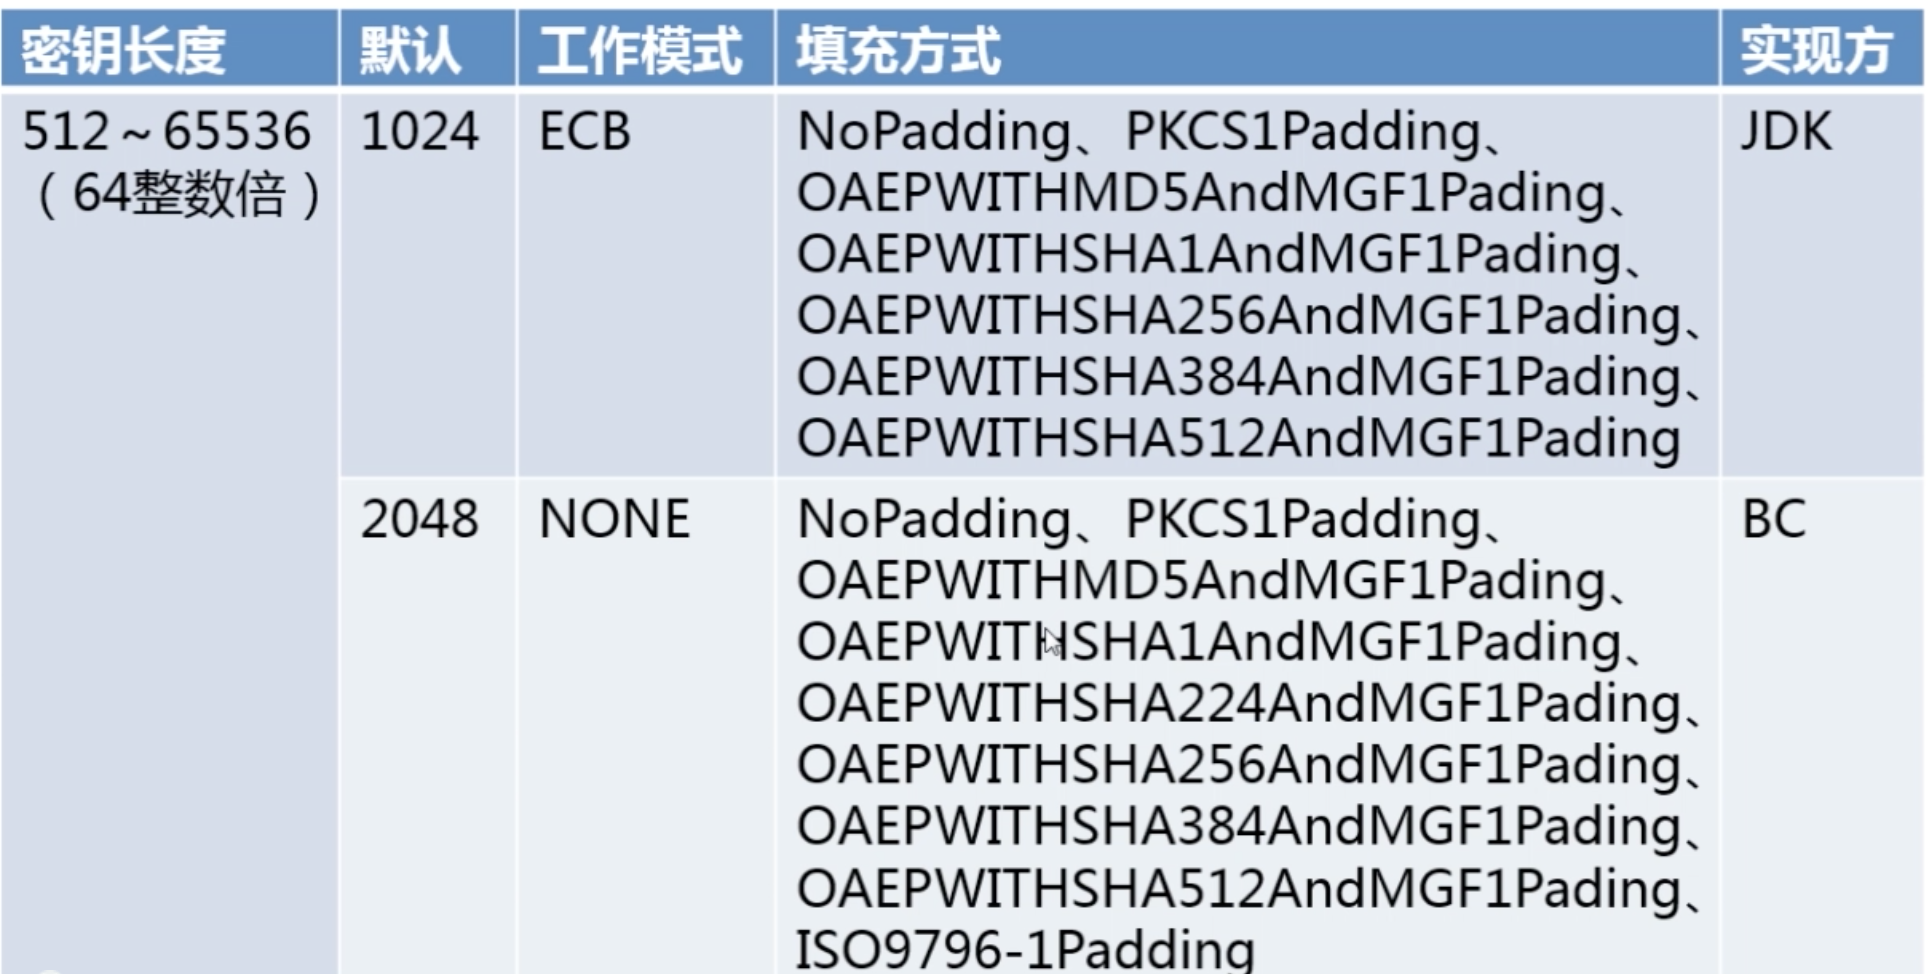 密钥长度 默认 工作模式 填充方式 实现方
512～65536 1024 ECB NoPadding、PKCS1Padding、 JDK
（64整数倍） OAEPWITHMD5AndMGF1Pading、
OAEPWITHSHA1AndMGF1Pading、
OAEPWITHSHA256AndMGF1Pading、
OAEPWITHSHA384AndMGF1Pading、
OAEPWITHSHA512AndMGF1Pading
2048 NONE NoPadding、PKCS1Padding、 BC
OAEPWITHMD5AndMGF1Pading、
OAEPWITHSHA1AndMGF1Pading、
OAEPWITHSHA224AndMGF1Pading、
OAEPWITHSHA256AndMGF1Pading、
OAEPWITHSHA384AndMGF1Pading、
OAEPWITHSHA512AndMGF1Pading、
ISO9796-1Padding